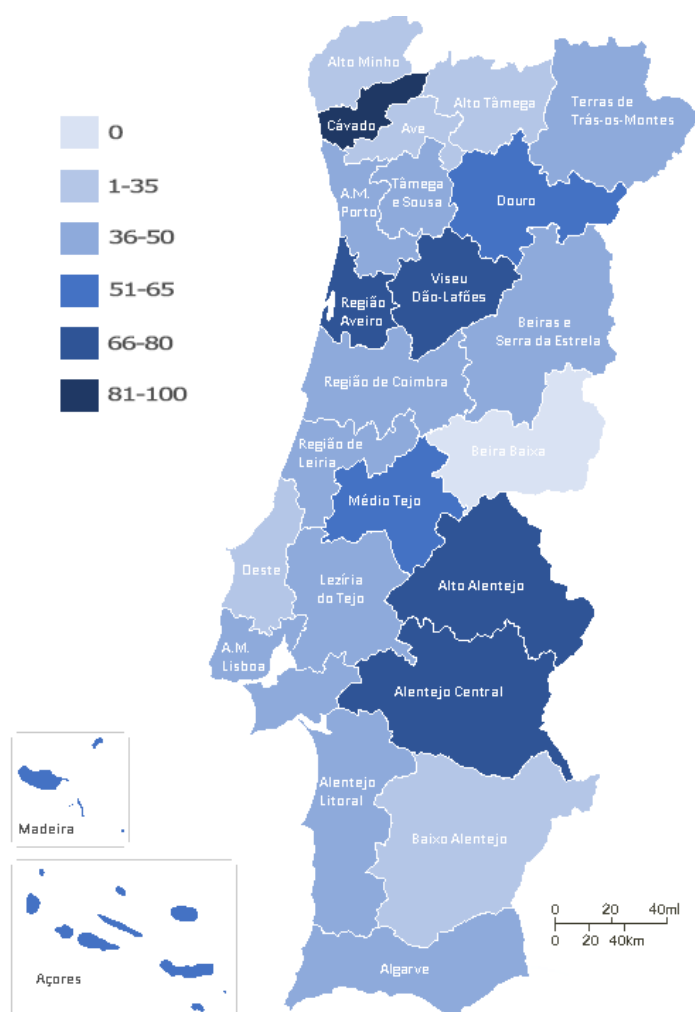 Alto Minho
Alto Tâmega
Terras de
Trás-os-Montes
Cávado
Ave
0
1-35
36-50
51-65
66-80
81-100
A.M.
Porto
Tâmega
e Sousa
Douro
Região
Aveiro
Viseu
Dão-Lafões
Beiras e
Serra da Estrela
Região de Coimbra
Região de
Leiria
Beira Baixa
Médio Tejo
Oeste
Lezíria
do Tejo
Alto Alentejo
A.M.
Lisboa
Alentejo Central
Alentejo
Litoral
Baixo Alentejo
Algarve
Madeira
Açores
0 20 40ml
0 20 40km